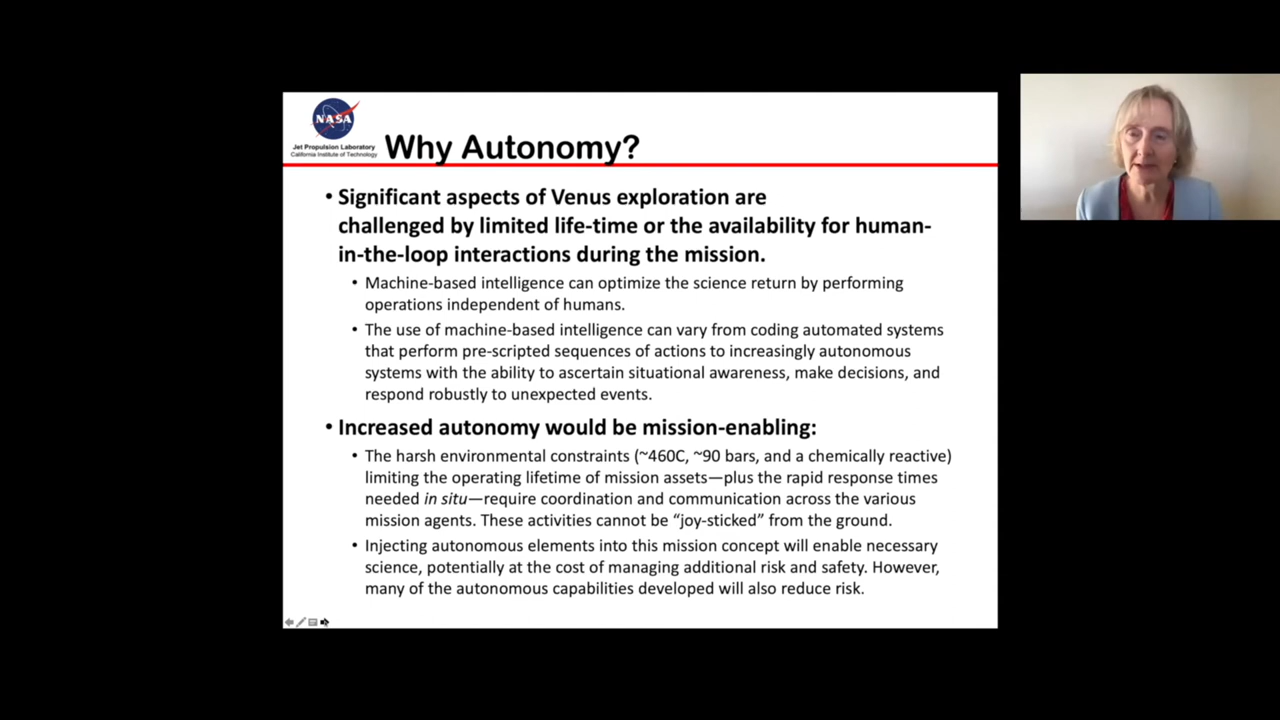 NASA
Jet Propulsion Laboratory
California Institute of Technology
Why Autonomy?
• Significant aspects of Venus exploration are
challenged by limited life-time or the availability for human-
in-the-loop interactions during the mission.
• Machine-based intelligence can optimize the science return by performing
operations independent of humans.
• The use of machine-based intelligence can vary from coding automated systems
that perform pre-scripted sequences of actions to increasingly autonomous
systems with the ability to ascertain situational awareness, make decisions, and
respond robustly to unexpected events.
• Increased autonomy would be mission-enabling:
• The harsh environmental constraints (~460C, ~90 bars, and a chemically reactive)
limiting the operating lifetime of mission assets—plus the rapid response times
needed in situ—require coordination and communication across the various
mission agents. These activities cannot be “joy-sticked” from the ground.
• Injecting autonomous elements into this mission concept will enable necessary
science, potentially at the cost of managing additional risk and safety. However,
many of the autonomous capabilities developed will also reduce risk.